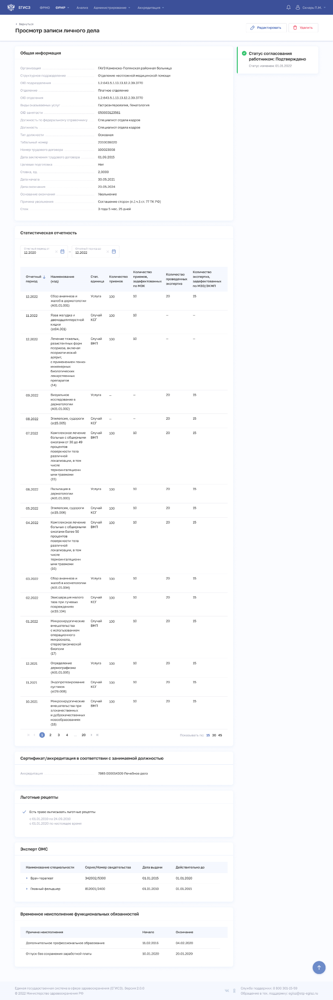 ЕГИСЗ ФРМО ФРМР Анализ Администрирование Аккредитация Скнарь П.М.
Вернуться
Просмотр записи личного дела
Редактировать Удалить
Общая информация
Статус согласования
работником: Подтверждено
Статус изменен: 01.01.2022
Организация ГАУЗ Каменско-Полянская районная больница
Структурное подразделение Отделение неотложной медицинской помощи
OID подразделения 1.2.643.5.1.13.13.12.2.39.3770
Отделение Платное отделение
OID отделения 1.2.643.5.1.13.13.12.2.39.3770
Виды оказываемых услуг Гастроэнтерология, Гематология
OID занятости 050003123561
Должность по федеральному справочнику Специалист отдела кадров
Должность Специалист отдела кадров
Тип должности Основная
Табельный номер 2010036020
Номер трудового договора 100023008
Дата заключения трудового договора 01.09.2015
Целевая подготовка Нет
Ставка, ед. 2,0000
Дата начала 30.05.2021
Дата окончания 20.05.2024
Основание окончания Увольнение
Причина увольнения Соглашение сторон (п.1 ч.1 ст. 77 ТК РФ)
Стаж 3 года 5 мес. 25 дней
Статистическая отчетность
Отчетный период от Отчетный период до
12.2020 – 12.2022
Отчетный период Наименование (код) Стат. единица Количество приемов Количество приемов, задефектованных по МЭК Количество проведенных экспертиз Количество экспертиз, задефектованных по МЭЭ/ЭКМП
12.2022 Сбор анамнеза и Услуга 100 10 20 15
жалоб в дерматологии
(A01.01.001)
11.2022 Язва желудка и Случай 100 10 — —
двенадцатиперстной КСГ
кишки
(st04.001)
12.2022 Лечение тяжелых, Случай 100 10 — —
резистентных форм ВМП
псориаза, включая
псориатический
артрит,
с применением генно-
инженерных
биологических
лекарственных
препаратов
(14)
09.2022 Визуальное Услуга — — 20 15
исследование в
дерматологии
(A01.01.002)
08.2022 Эпилепсия, судороги Случай — — 20 15
(st15.005) КСГ
07.2022 Комплексное лечение Случай 100 10 20 15
больных с обширными ВМП
ожогами от 30 до 49
процентов
поверхности тела
различной
локализации, в том
числе
термоингаляционн
ыми травмами
(15)
06.2022 Пальпация в Услуга 100 10 20 15
дерматологии
(A01.01.003)
05.2022 Эпилепсия, судороги Случай 100 10 20 15
(st15.006) КСГ
04.2022 Комплексное лечение Случай 100 10 20 15
больных с обширными ВМП
ожогами более 50
процентов
поверхности тела
различной
локализации, в том
числе
термоингаляционн
ыми травмами
(16)
03.2022 Сбор анамнеза и Услуга 100 10 20 15
жалоб в косметологии
(A01.01.004)
02.2022 Эвисцерация малого Случай 100 10 20 15
таза при лучевых КСГ
повреждениях
(st19.104)
01.2022 Микрохирургические Случай 100 10 20 15
вмешательства ВМП
с использованием
операционного
микроскопа,
стереотаксической
биопсии
(17)
12.2021 Определение Услуга 100 10 20 15
дермографизма
(A01.01.005)
11.2021 Эндопротезирование Случай 100 10 20 15
суставов КСГ
(st29.008)
10.2021 Микрохирургические Случай 100 10 20 15
вмешательства при ВМП
злокачественных
и доброкачественных
новообразованиях
(18)
1 2 3 4 ... 20 Показывать по: 15 30 45
Сертификат/аккредитация в соответствии с занимаемой должностью
Аккредитация 7865 000014309 Лечебное дело
Льготные рецепты
Есть право выписывать льготные рецепты
с 01.01.2010 по 24.09.2010
с 01.01.2020 по настоящее время
Эксперт ОМС
Наименование специальности Серия/Номер свидетельства Дата выдачи Действительно до
Врач-терапевт 342002/5300 01.01.2015 01.01.2020
Главный фельдшер 812001/2400 01.01.2010 01.01.2015
Временное неисполнение функциональных обязанностей
Причина неисполнения Начало Окончание
Дополнительное профессиональное образование 11.02.2016 04.02.2020
Отпуск без сохранения заработной платы 10.01.2020 20.01.2020
Единая государственная система в сфере здравоохранения (ЕГИСЗ). Версия 2.0.0
© 2022 Министерство здравоохранения РФ
Служба поддержки: 8 800 301-15-59
Обращение в тех. поддержку: egisz@stp-egisz.ru